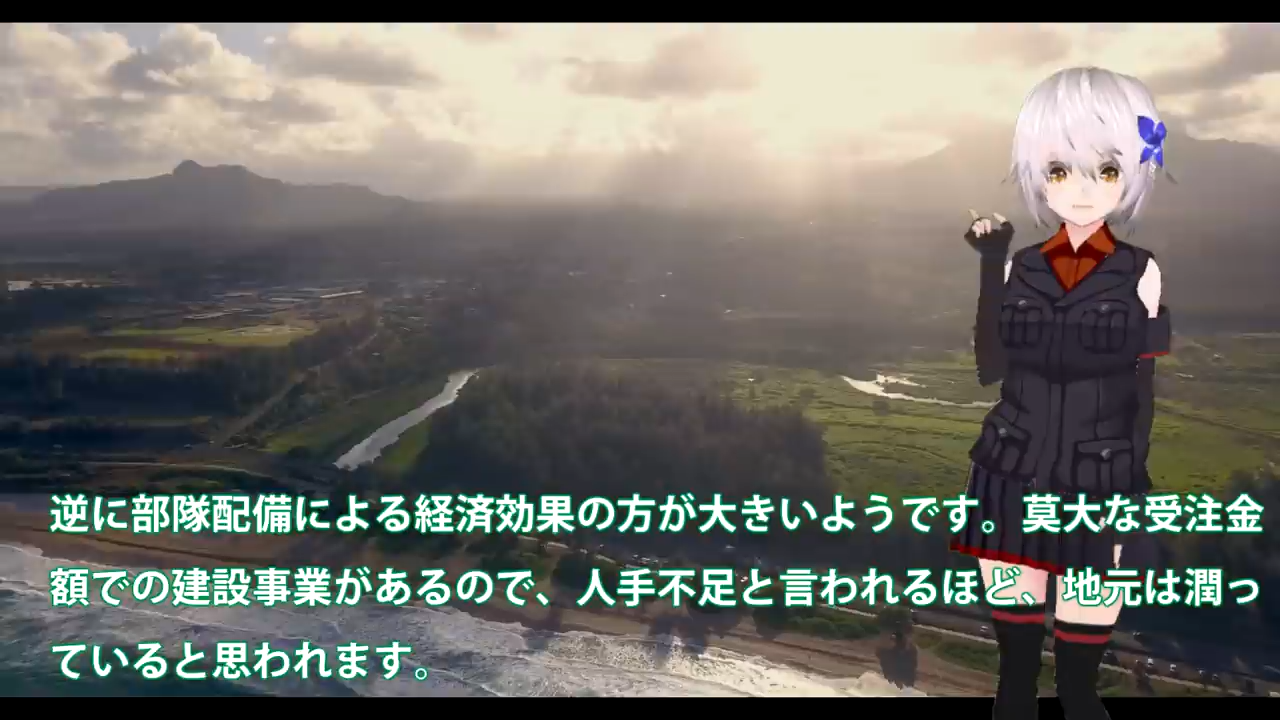 逆に部隊配備による経済効果の方が大きいようです。莫大な受注金
額での建設事業があるので、人手不足と言われるほど、地元は潤っ
ていると思われます。